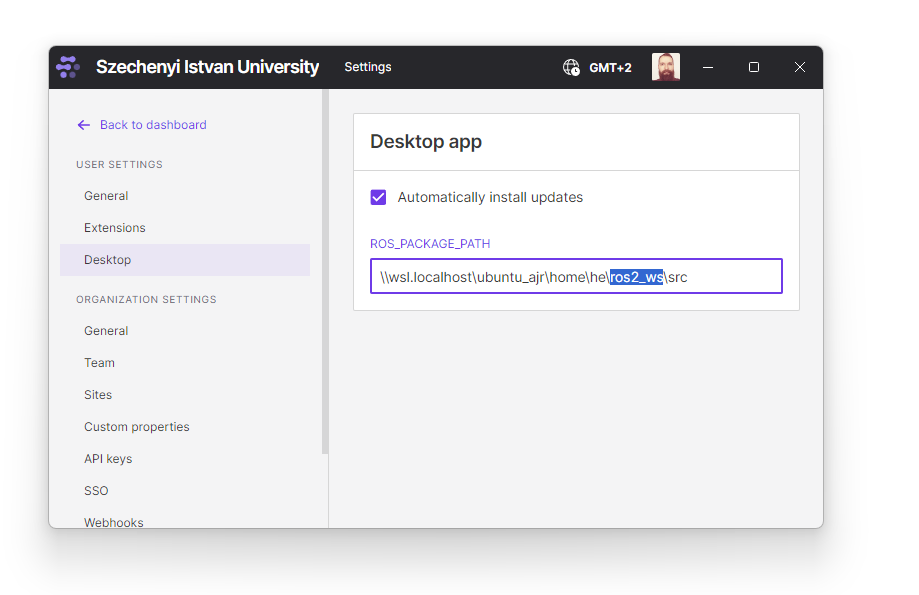 Szechenyi Istvan University
Settings
GMT+2
Back to dashboard
USER SETTINGS
General
Extensions
Desktop
ORGANIZATION SETTINGS
General
Team
Sites
Custom properties
API keys
SSO
Webhooks
Desktop app
Automatically install updates
ROS_PACKAGE_PATH
\\wsl.localhost\ubuntu_ajr\home\he\ros2_ws\src